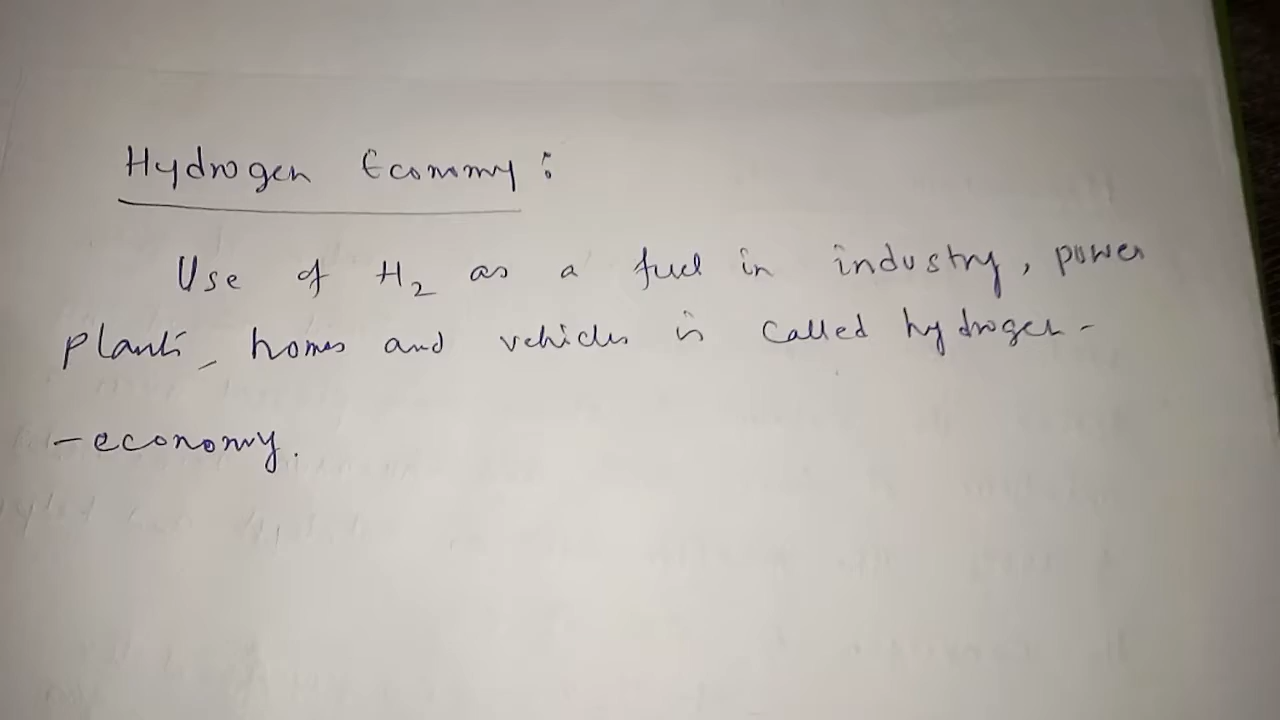 Hydrogen Economy:
Use of H₂ as a fuel in industry, power
plants, homes and vehicles is called hydrogen-
-economy.